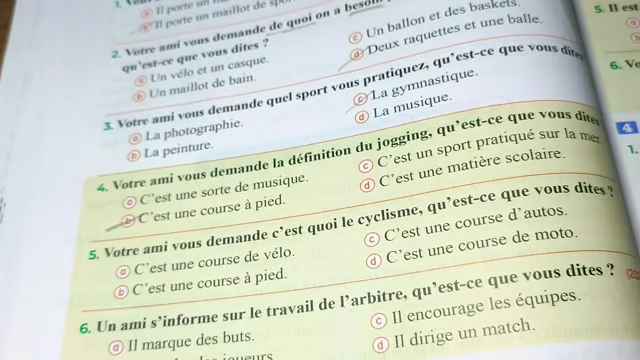 1.
ⓐ Il porte un
ⓑ Il porte un maillot de
2. Votre ami vous demande de quoi on a besoin
qu'est-ce que vous dites ?
ⓐ Un vélo et un casque.
ⓑ Un maillot de bain.
ⓒ Un ballon et des baskets.
ⓓ Deux raquettes et une balle.
3. Votre ami vous demande quel sport vous pratiquez, qu'est-ce que vous dites
ⓐ La photographie.
ⓑ La peinture.
ⓒ La gymnastique.
ⓓ La musique.
4. Votre ami vous demande la définition du jogging, qu'est-ce que vous dites
ⓐ C'est une sorte de musique.
ⓑ C'est une course à pied.
ⓒ C'est un sport pratiqué sur la mer
ⓓ C'est une matière scolaire.
5. Votre ami vous demande c'est quoi le cyclisme, qu'est-ce que vous dites ?
ⓐ C'est une course de vélo.
ⓑ C'est une course à pied.
ⓒ C'est une course d'autos.
ⓓ C'est une course de moto.
6. Un ami s'informe sur le travail de l'arbitre, qu'est-ce que vous dites ?
ⓐ Il marque des buts.
joueurs
ⓒ Il encourage les équipes.
ⓓ Il dirige un match.
5. Il est
ⓐ
ⓑ
6.
4
1.